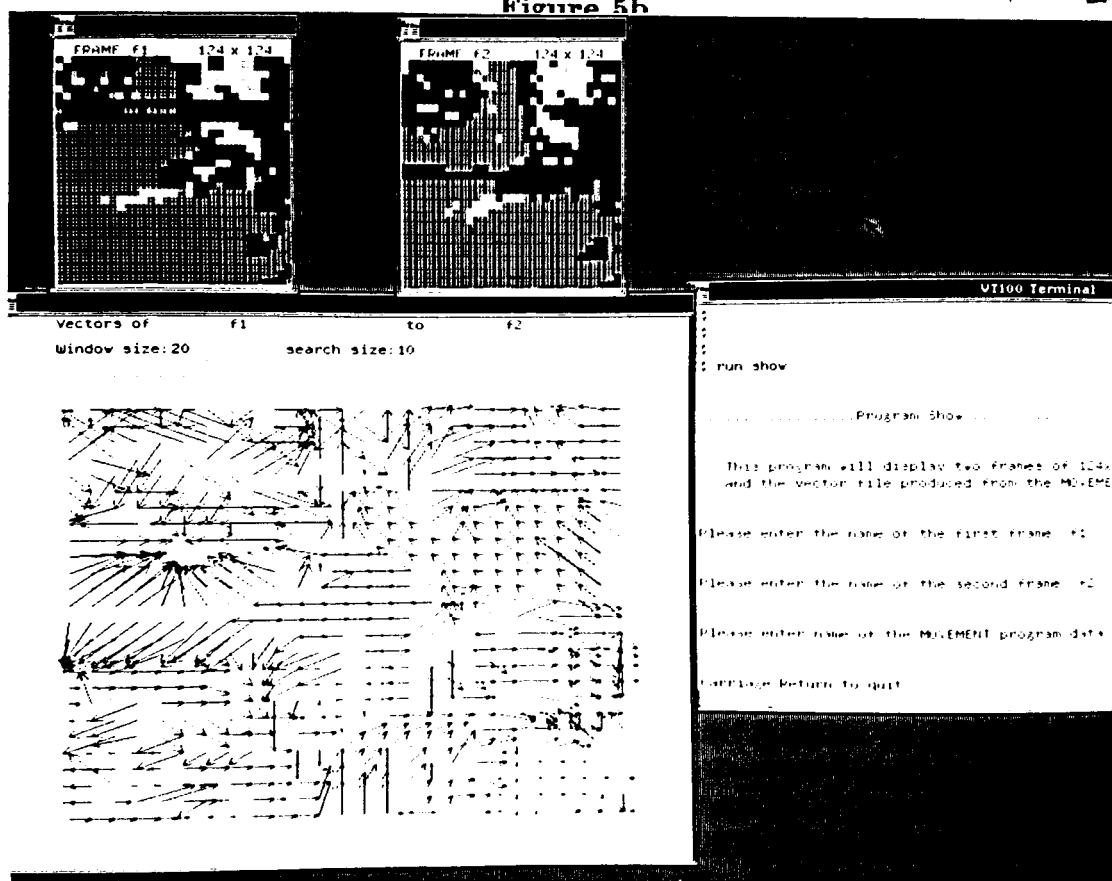 Figure 5b
FRAME f1 124 x 124
FRAME f2 124 x 124
Vectors of f1 to f2
Window size:20 search size:10
VT100 Terminal
run show
Program Show
This program will display two frames of 124x
and the vector file produced from the MOVEME
Please enter the name of the first frame f1
Please enter the name of the second frame f2
Please enter name of the MOVEMENT program data
Carriage Return to quit